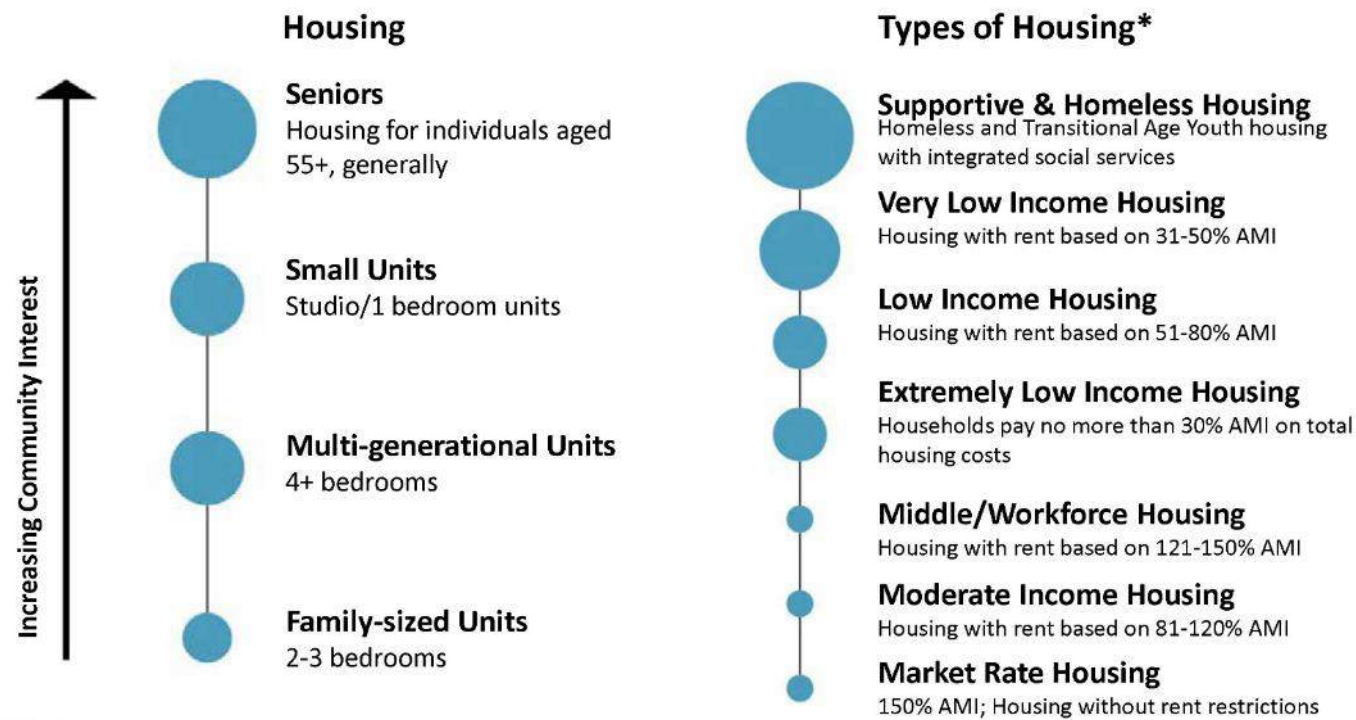 Housing
Increasing Community Interest
Seniors
Housing for individuals aged
55+, generally
Small Units
Studio/1 bedroom units
Multi-generational Units
4+ bedrooms
Family-sized Units
2-3 bedrooms
Types of Housing*
Supportive & Homeless Housing
Homeless and Transitional Age Youth housing
with integrated social services
Very Low Income Housing
Housing with rent based on 31-50% AMI
Low Income Housing
Housing with rent based on 51-80% AMI
Extremely Low Income Housing
Households pay no more than 30% AMI on total
housing costs
Middle/Workforce Housing
Housing with rent based on 121-150% AMI
Moderate Income Housing
Housing with rent based on 81-120% AMI
Market Rate Housing
150% AMI; Housing without rent restrictions